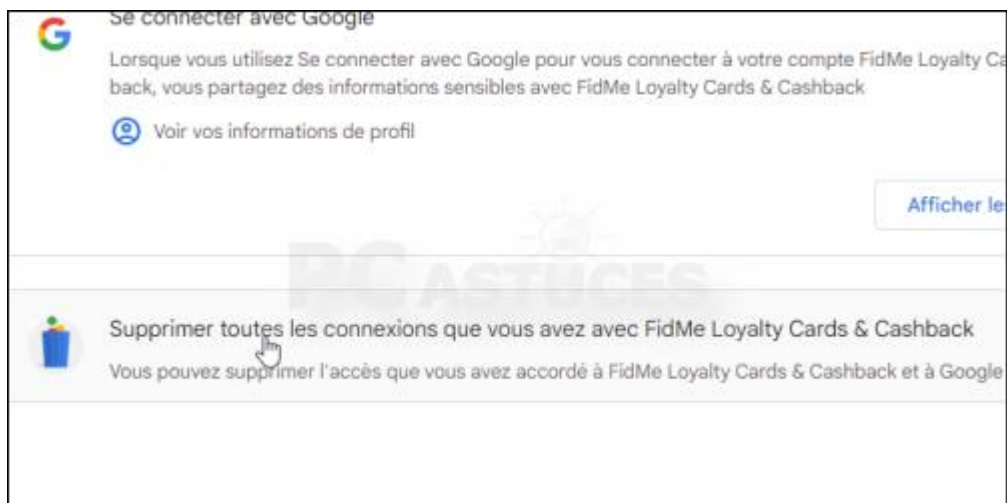 Se connecter avec Google
Lorsque vous utilisez Se connecter avec Google pour vous connecter à votre compte FidMe Loyalty Ca
back, vous partagez des informations sensibles avec FidMe Loyalty Cards & Cashback
Voir vos informations de profil
Afficher le
PC ASTUCES
Supprimer toutes les connexions que vous avez avec FidMe Loyalty Cards & Cashback
Vous pouvez supprimer l'accès que vous avez accordé à FidMe Loyalty Cards & Cashback et à Google